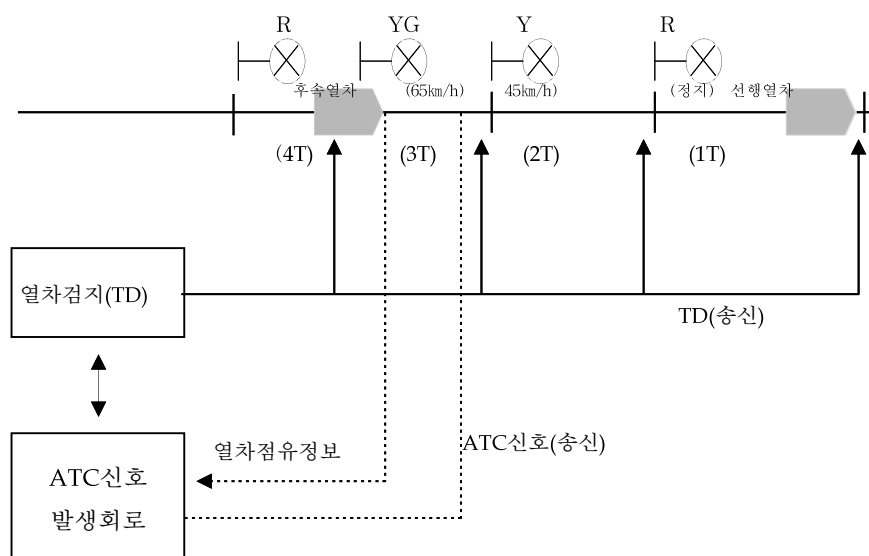 R YG Y R
후속열차 (65km/h) 45km/h) (정지) 선행열차
(4T) (3T) (2T) (1T)
열차검지(TD)
TD(송신)
열차점유정보 ATC신호(송신)
ATC신호
발생회로